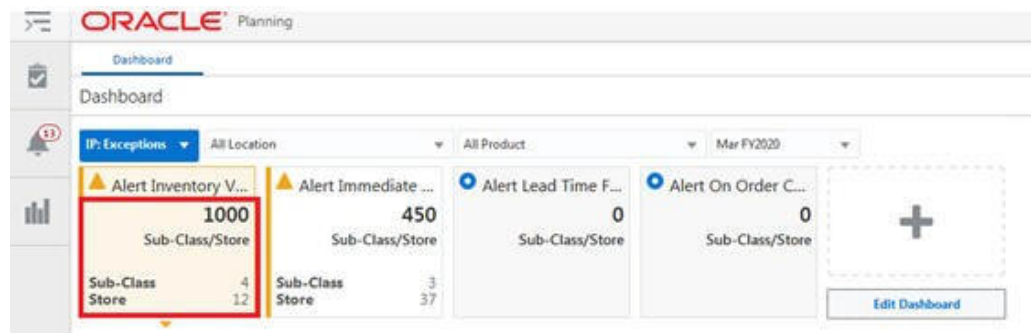 ORACLE Planning
Dashboard
Dashboard
13
IP: Exceptions All Location All Product Mar FY2020
Alert Inventory V... Alert Immediate ... Alert Lead Time F... Alert On Order C...
1000 450 0 0
Sub-Class/Store Sub-Class/Store Sub-Class/Store Sub-Class/Store
Sub-Class 4 Sub-Class 3
Store 12 Store 37
Edit Dashboard